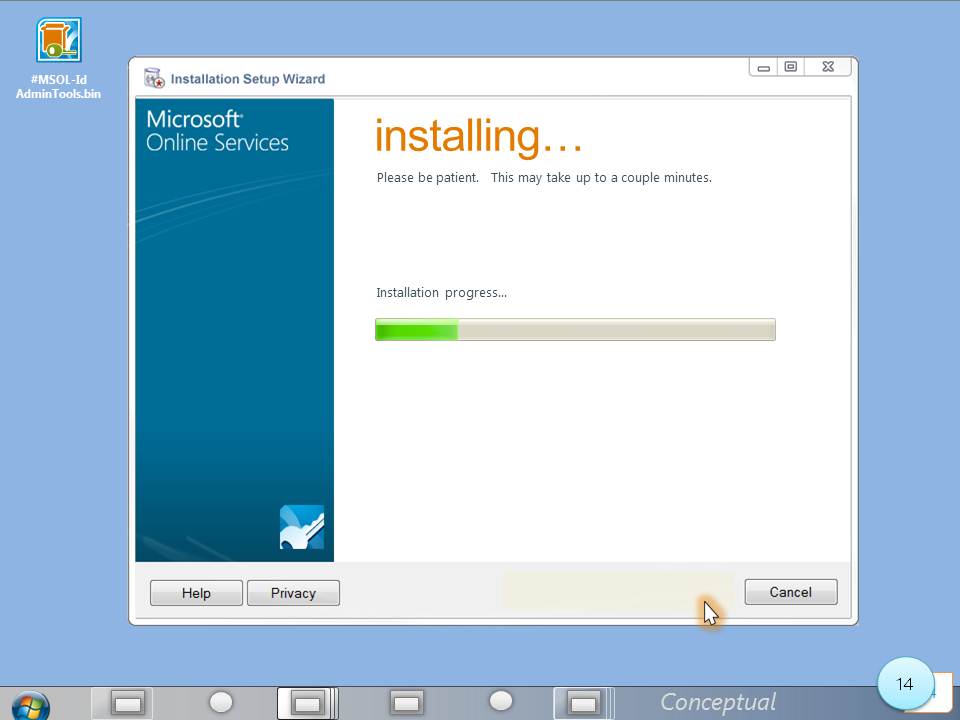 #MSOL-Id
AdminTools.bin
Installation Setup Wizard
Microsoft®
Online Services
installing...
Please be patient. This may take up to a couple minutes.
Installation progress...
Help
Privacy
Cancel
Conceptual
14